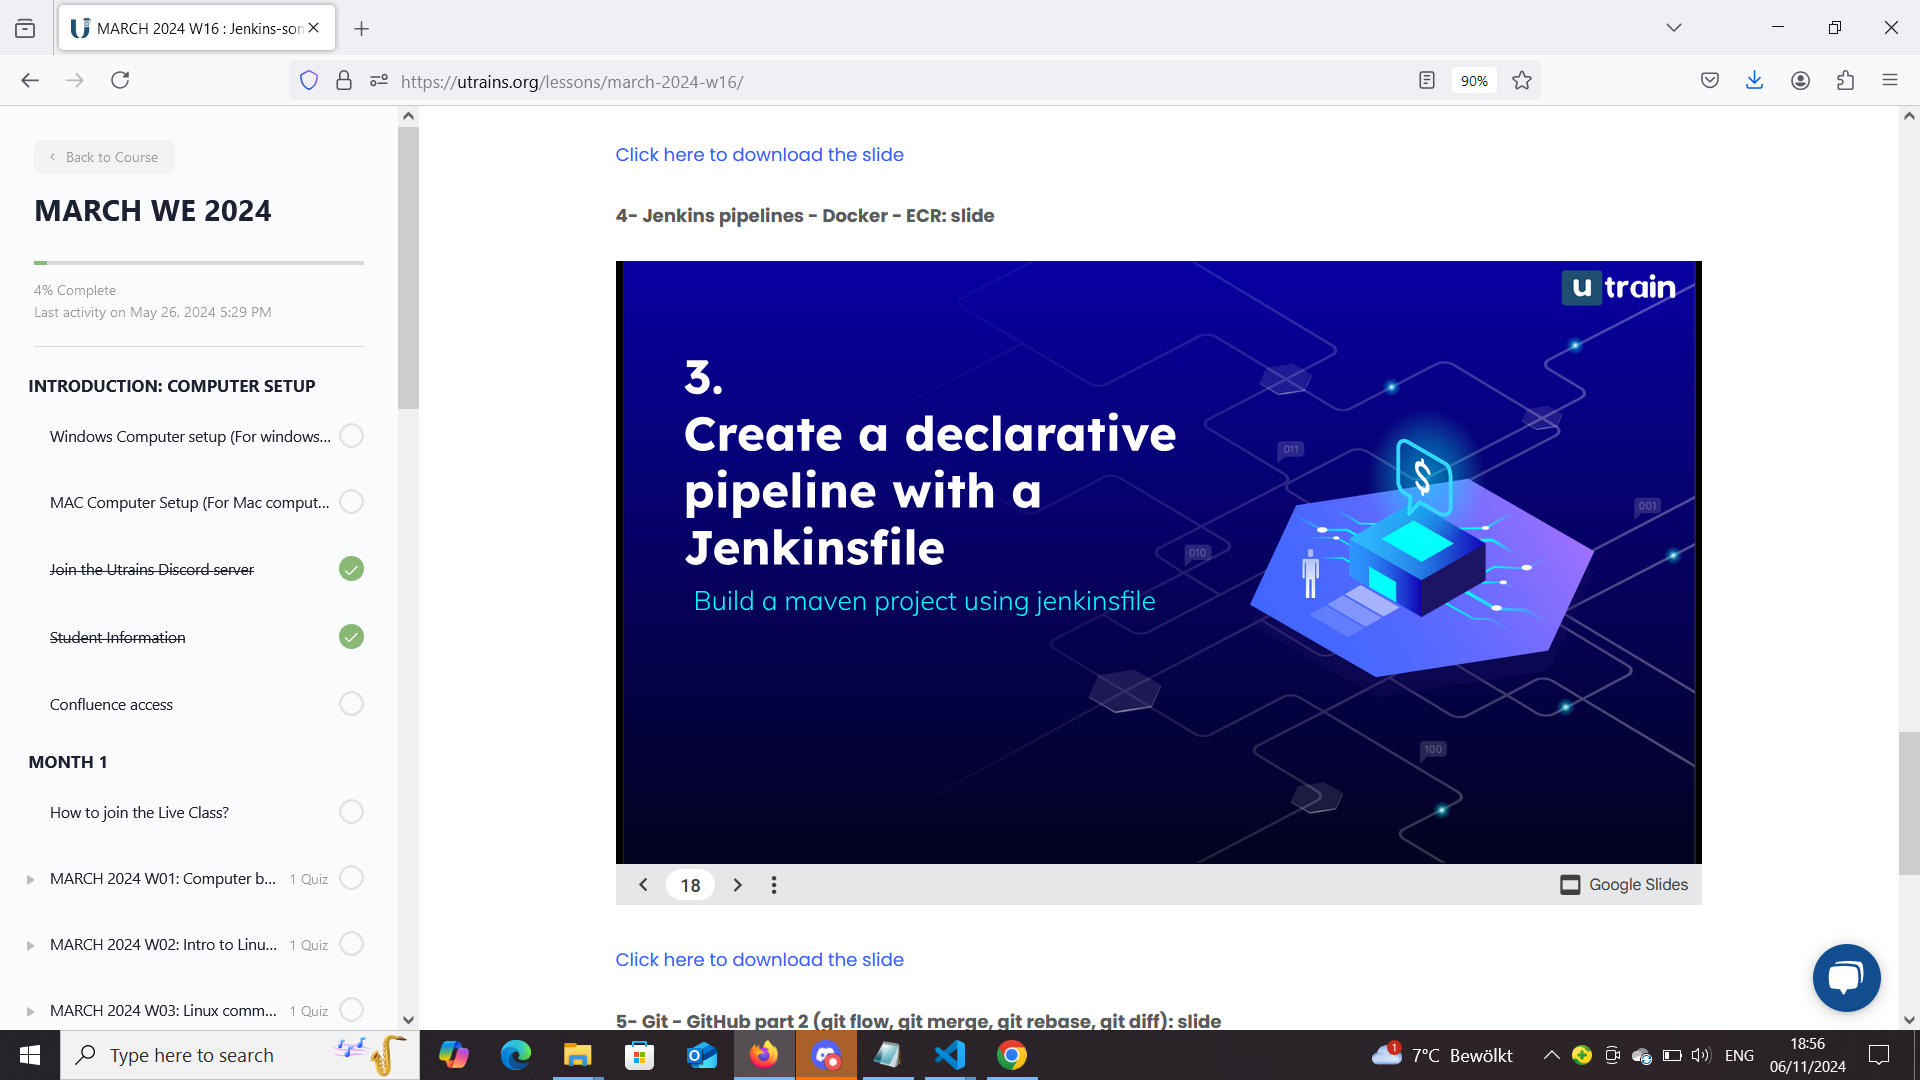 MARCH 2024 W16 : Jenkins-son
https://utrains.org/lessons/march-2024-w16/
90%
Back to Course
MARCH WE 2024
4% Complete
Last activity on May 26, 2024 5:29 PM
INTRODUCTION: COMPUTER SETUP
Windows Computer setup (For windows...
MAC Computer Setup (For Mac comput...
Join the Utrains Discord server
Student Information
Confluence access
MONTH 1
How to join the Live Class?
MARCH 2024 W01: Computer b... 1 Quiz
MARCH 2024 W02: Intro to Linu... 1 Quiz
MARCH 2024 W03: Linux comm... 1 Quiz
Click here to download the slide
4- Jenkins pipelines - Docker - ECR: slide
u train
3.
Create a declarative
pipeline with a
Jenkinsfile
Build a maven project using jenkinsfile
011
001
010
100
$
18
Google Slides
Click here to download the slide
5- Git - GitHub part 2 (git flow, git merge, git rebase, git diff): slide
Type here to search
1
7°C Bewölkt
ENG
18:56
06/11/2024